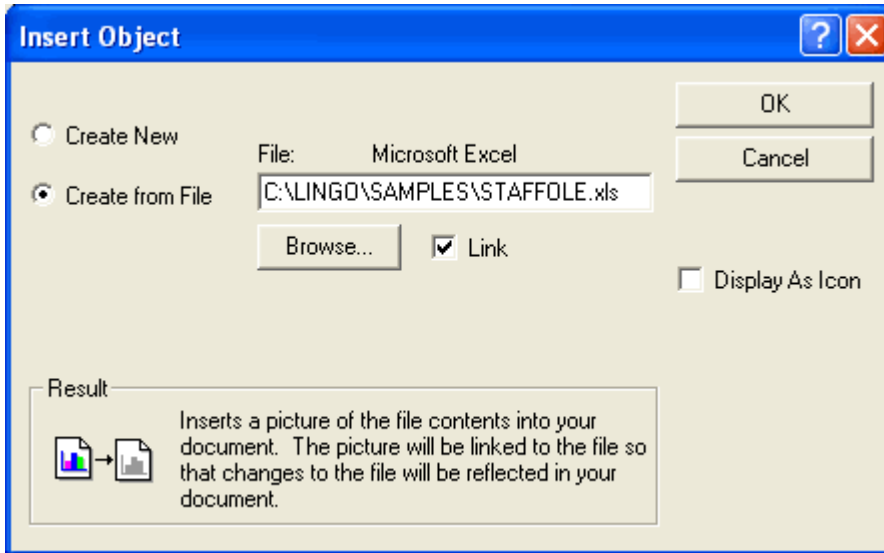 Insert Object
Create New
Create from File
File: Microsoft Excel
C:\LINGO\SAMPLES\STAFFOLE.xls
Browse...
Link
OK
Cancel
Display As Icon
Result
Inserts a picture of the file contents into your
document. The picture will be linked to the file so
that changes to the file will be reflected in your
document.